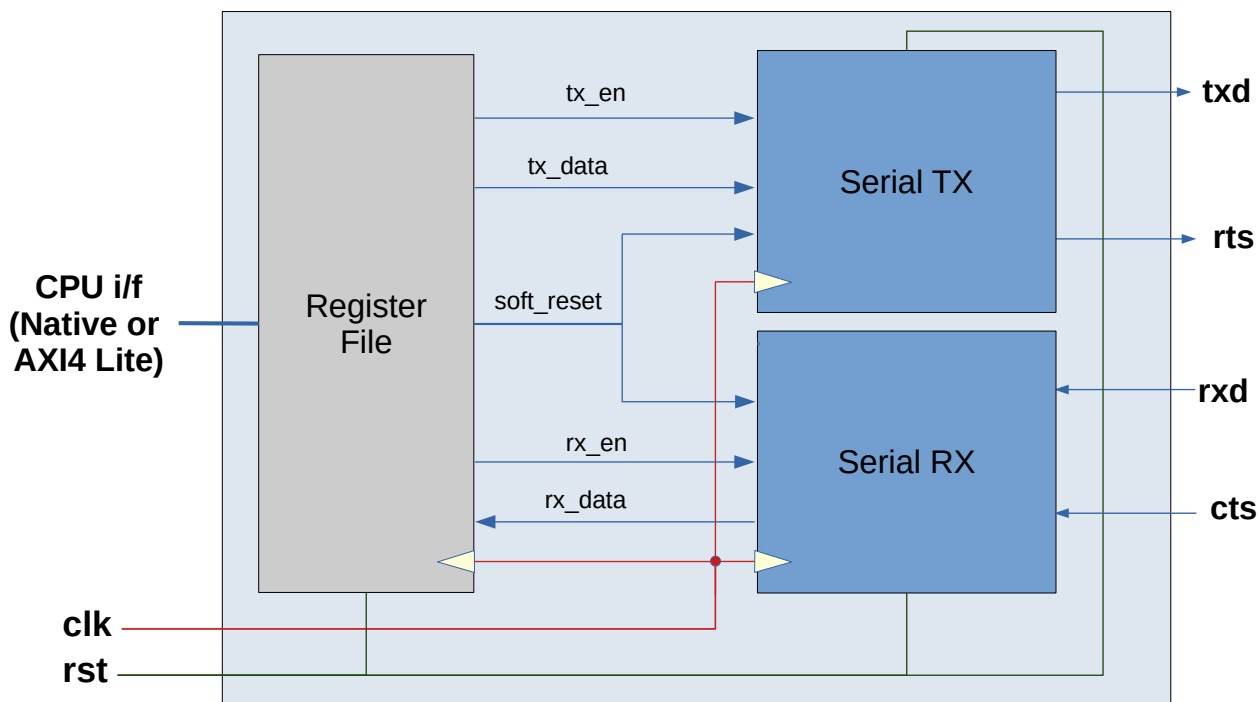 txd
tx_en
tx_data
Serial TX
rts
CPU i/f
(Native or
AXI4 Lite)
Register
File
soft_reset
rxd
rx_en
Serial RX
rx_data
cts
clk
rst